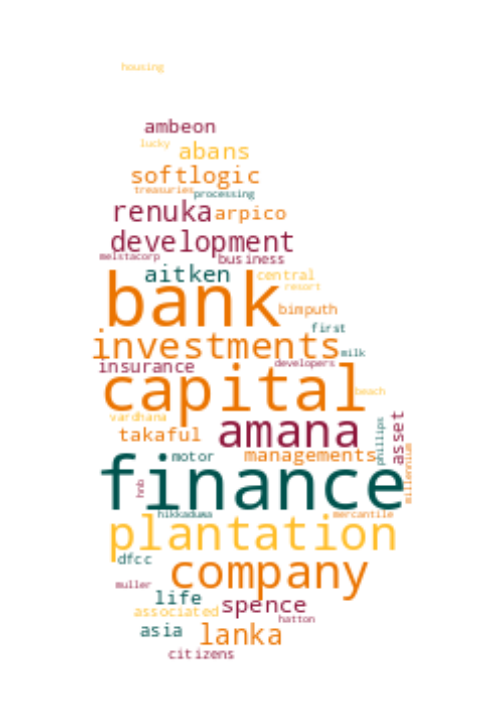 housing
ambeon
lucky
abans
softlogic
treasuries
processing
renuka
arpico
development
melstacorp
business
aitken
central
resort
bank
bimputh
first
investments
milk
insurance
developers
capital
beach
vardhana
takaful
amana
asset
phillips
motor
managements
millennium
finance
hnb
hikkaduwa
mercantile
plantation
dfcc
company
muller
life
associated
spence
hatton
asia
lanka
citizens